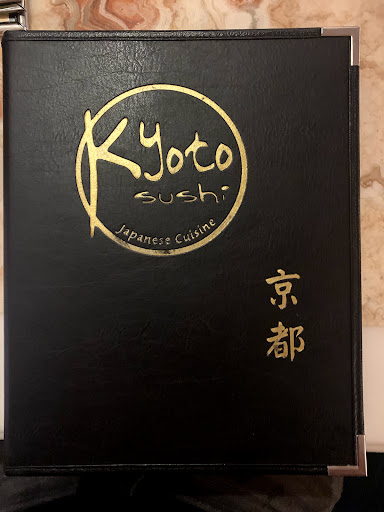 Kyoto
sushi
Japanese Cuisine
京都